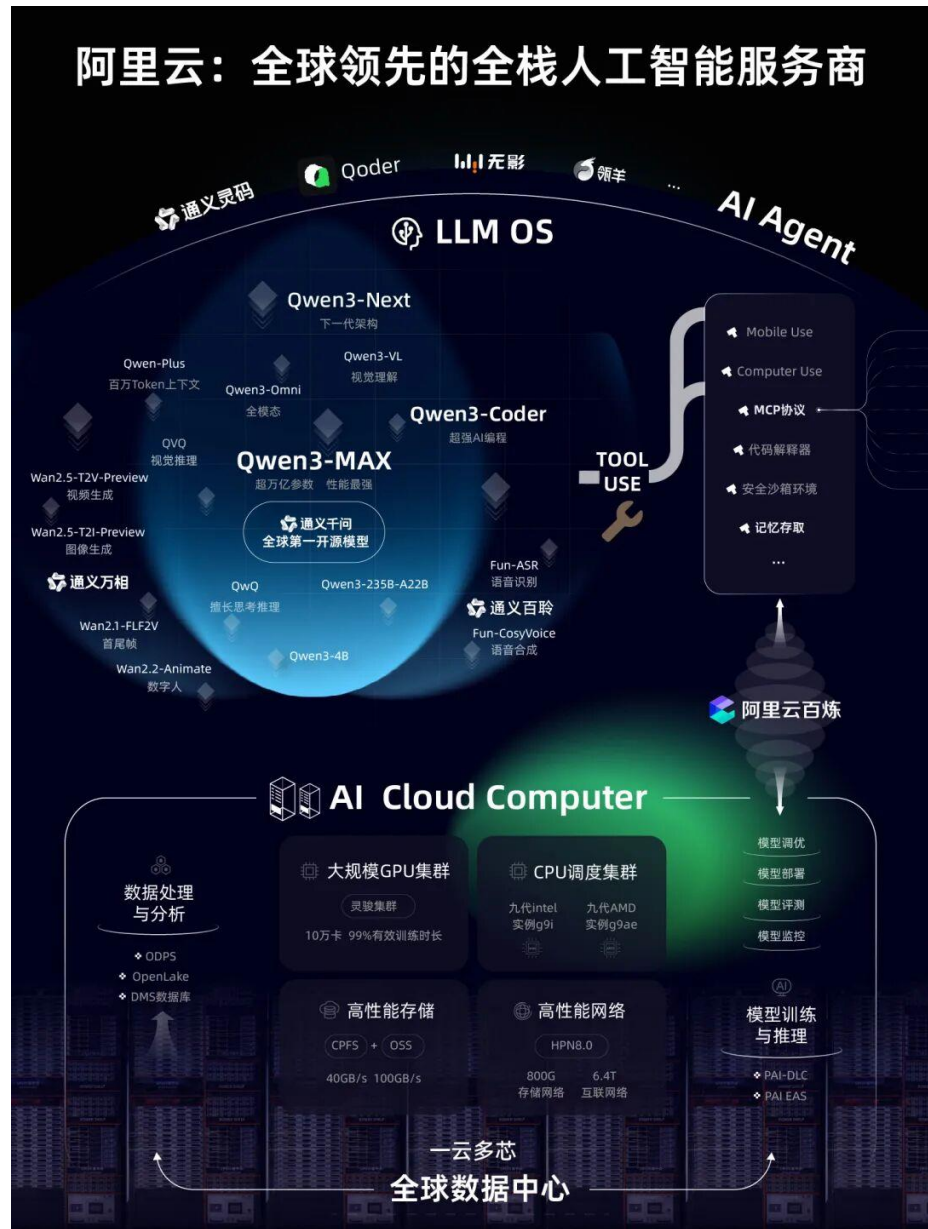 阿里云：全球领先的全栈人工智能服务商
通义灵码
Qoder
无影
瓴羊
...
AI Agent
LLM OS
Qwen3-Next
下一代架构
Qwen-Plus
百万Token上下文
Qwen3-Omni
全模态
Qwen3-VL
视觉理解
Qwen3-Coder
超强AI编程
QVQ
视觉推理
Qwen3-MAX
超万亿参数 性能最强
通义千问
全球第一开源模型
Wan2.5-T2V-Preview
视频生成
Wan2.5-T2I-Preview
图像生成
通义万相
Wan2.1-FLF2V
首尾帧
Wan2.2-Animate
数字人
QwQ
擅长思考推理
Qwen3-235B-A22B
Qwen3-4B
Fun-ASR
语音识别
通义百聆
Fun-CosyVoice
语音合成
TOOL
USE
Mobile Use
Computer Use
MCP协议
代码解释器
安全沙箱环境
记忆存取
...
阿里云百炼
AI Cloud Computer
数据处理
与分析
ODPS
OpenLake
DMS数据库
大规模GPU集群
灵骏集群
10万卡 99%有效训练时长
CPU调度集群
九代intel
实例g9i
九代AMD
实例g9ae
高性能存储
CPFS + OSS
40GB/s 100GB/s
高性能网络
HPN8.0
800G
存储网络
6.4T
互联网络
模型调优
模型部署
模型评测
模型监控
AI
模型训练
与推理
PAI-DLC
PAI EAS
一云多芯
全球数据中心